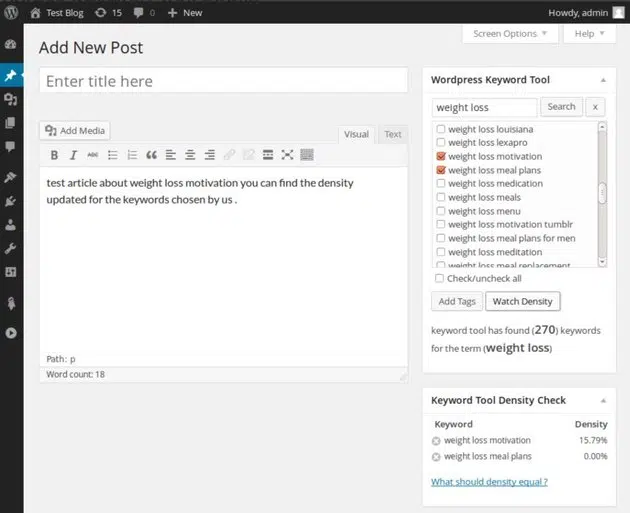 Test Blog 15 0 New Howdy, admin
Screen Options Help
Add New Post
Enter title here
Add Media
Visual Text
B I ABC
test article about weight loss motivation you can find the density
updated for the keywords chosen by us .
Path: p
Word count: 18
Wordpress Keyword Tool
weight loss Search x
weight loss louisiana
weight loss lexapro
weight loss motivation
weight loss meal plans
weight loss medication
weight loss meals
weight loss menu
weight loss motivation tumblr
weight loss meal plans for men
weight loss meditation
weight loss meal replacement
Check/uncheck all
Add Tags Watch Density
keyword tool has found (270) keywords
for the term (weight loss)
Keyword Tool Density Check
Keyword Density
weight loss motivation 15.79%
weight loss meal plans 0.00%
What should density equal ?